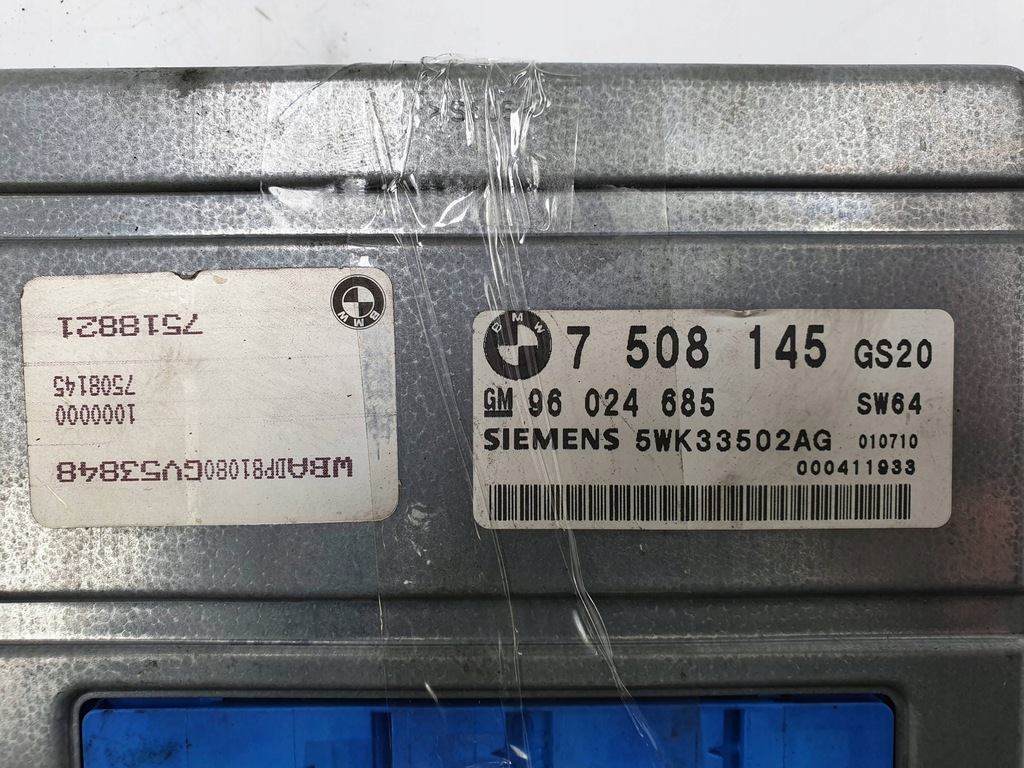 WBADP81080GV53848
1000000
7508145
7518821
BMW
BMW 7 508 145 GS20
GM 96 024 685 SW64
SIEMENS 5WK33502AG 010710
000411933